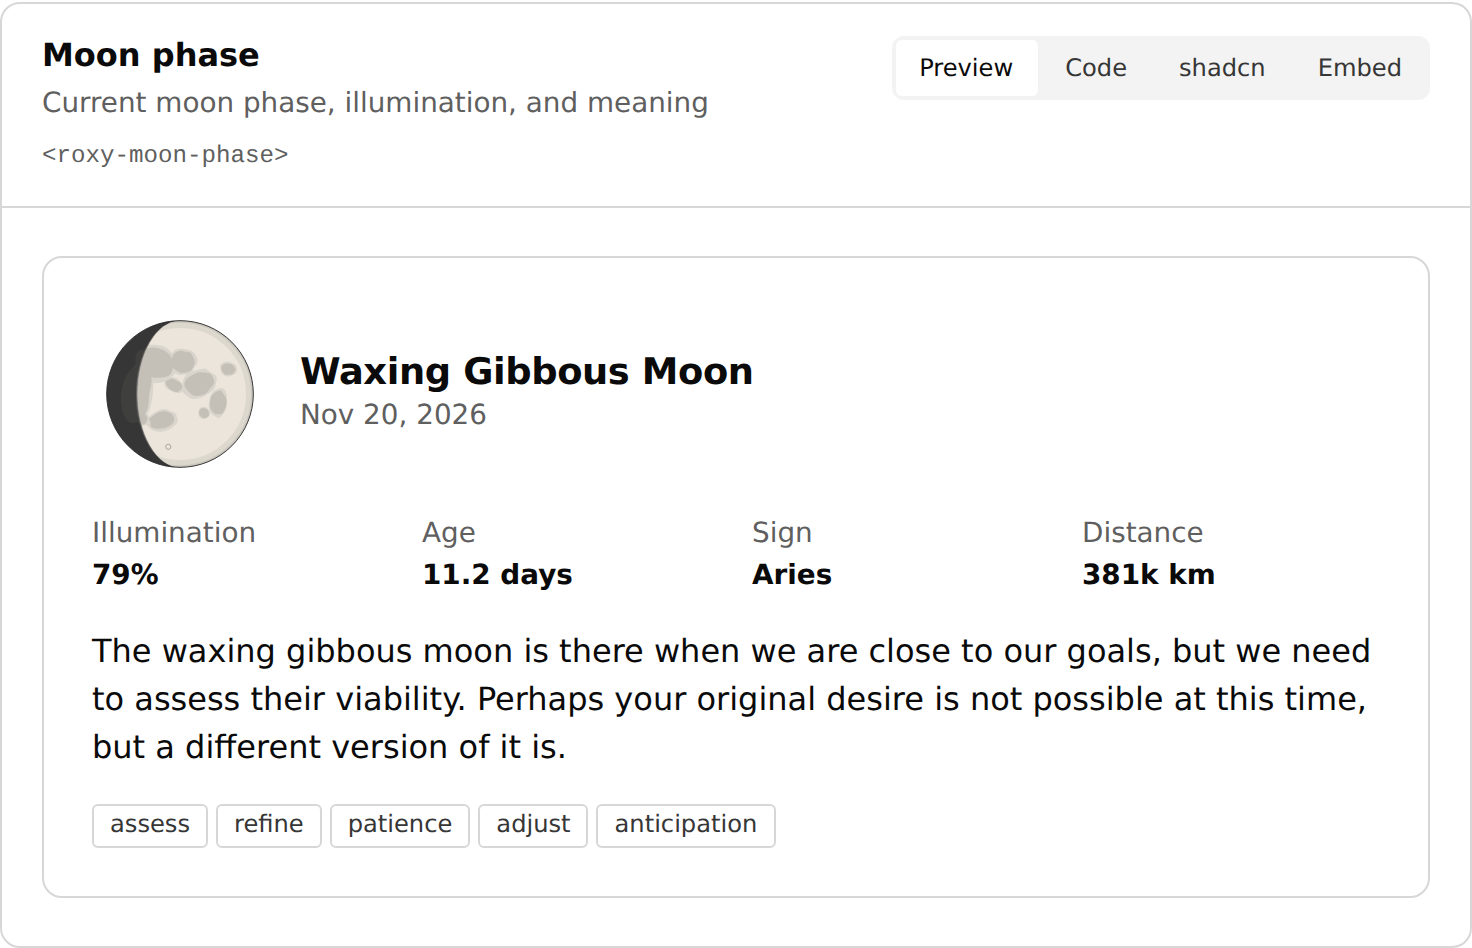 Moon phase
Current moon phase, illumination, and meaning
<roxy-moon-phase>
Preview Code shadcn Embed
Waxing Gibbous Moon
Nov 20, 2026
Illumination Age Sign Distance
79% 11.2 days Aries 381k km
The waxing gibbous moon is there when we are close to our goals, but we need
to assess their viability. Perhaps your original desire is not possible at this time,
but a different version of it is.
assess refine patience adjust anticipation